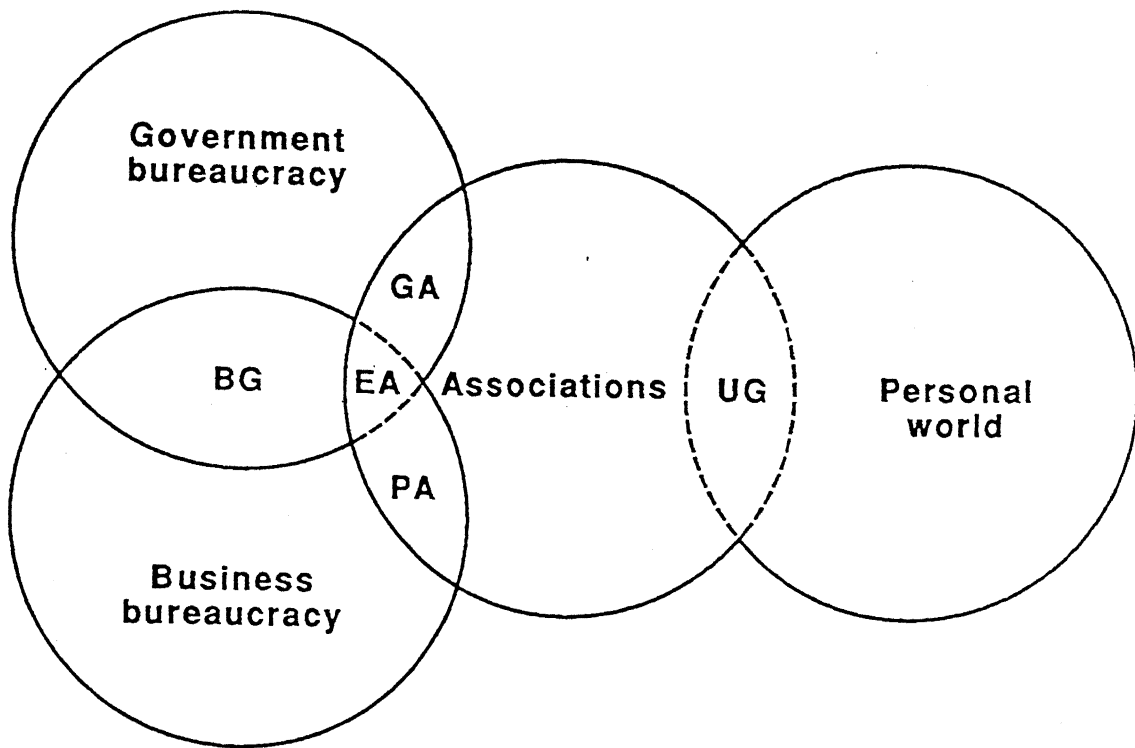 Government
bureaucracy
GA
BG
EA
Associations
UG
Personal
world
PA
Business
bureaucracy